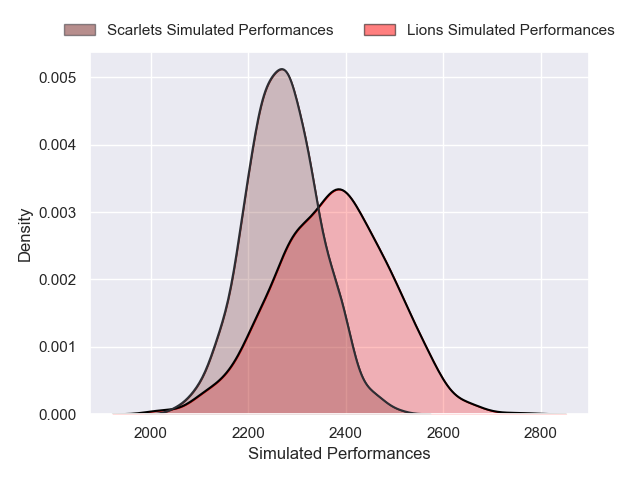 Scarlets Simulated Performances Lions Simulated Performances
0.005
0.004
0.003
0.002
0.001
0.000
Density
2000 2200 2400 2600 2800
Simulated Performances